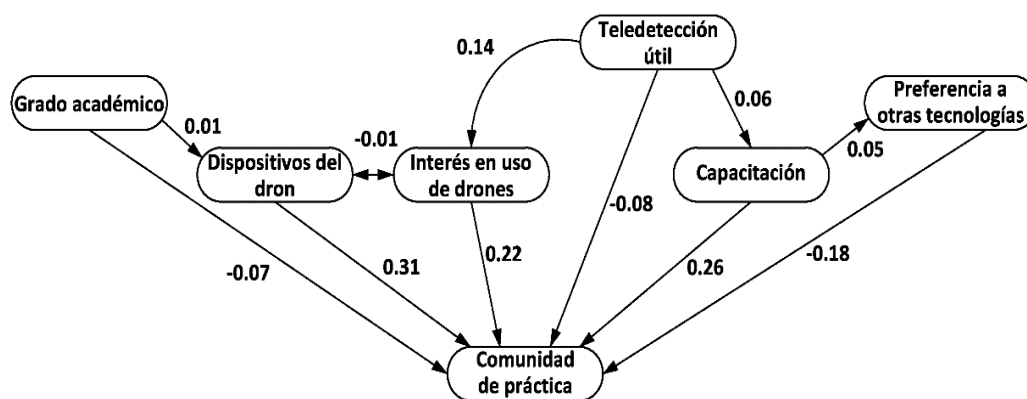 Teledetección
útil
0.14
Grado académico
Preferencia a
otras tecnologías
0.06
0.01
-0.01
0.05
Dispositivos del
dron
Interés en uso
de drones
Capacitación
-0.08
-0.07
0.31
0.22
0.26
-0.18
Comunidad
de práctica